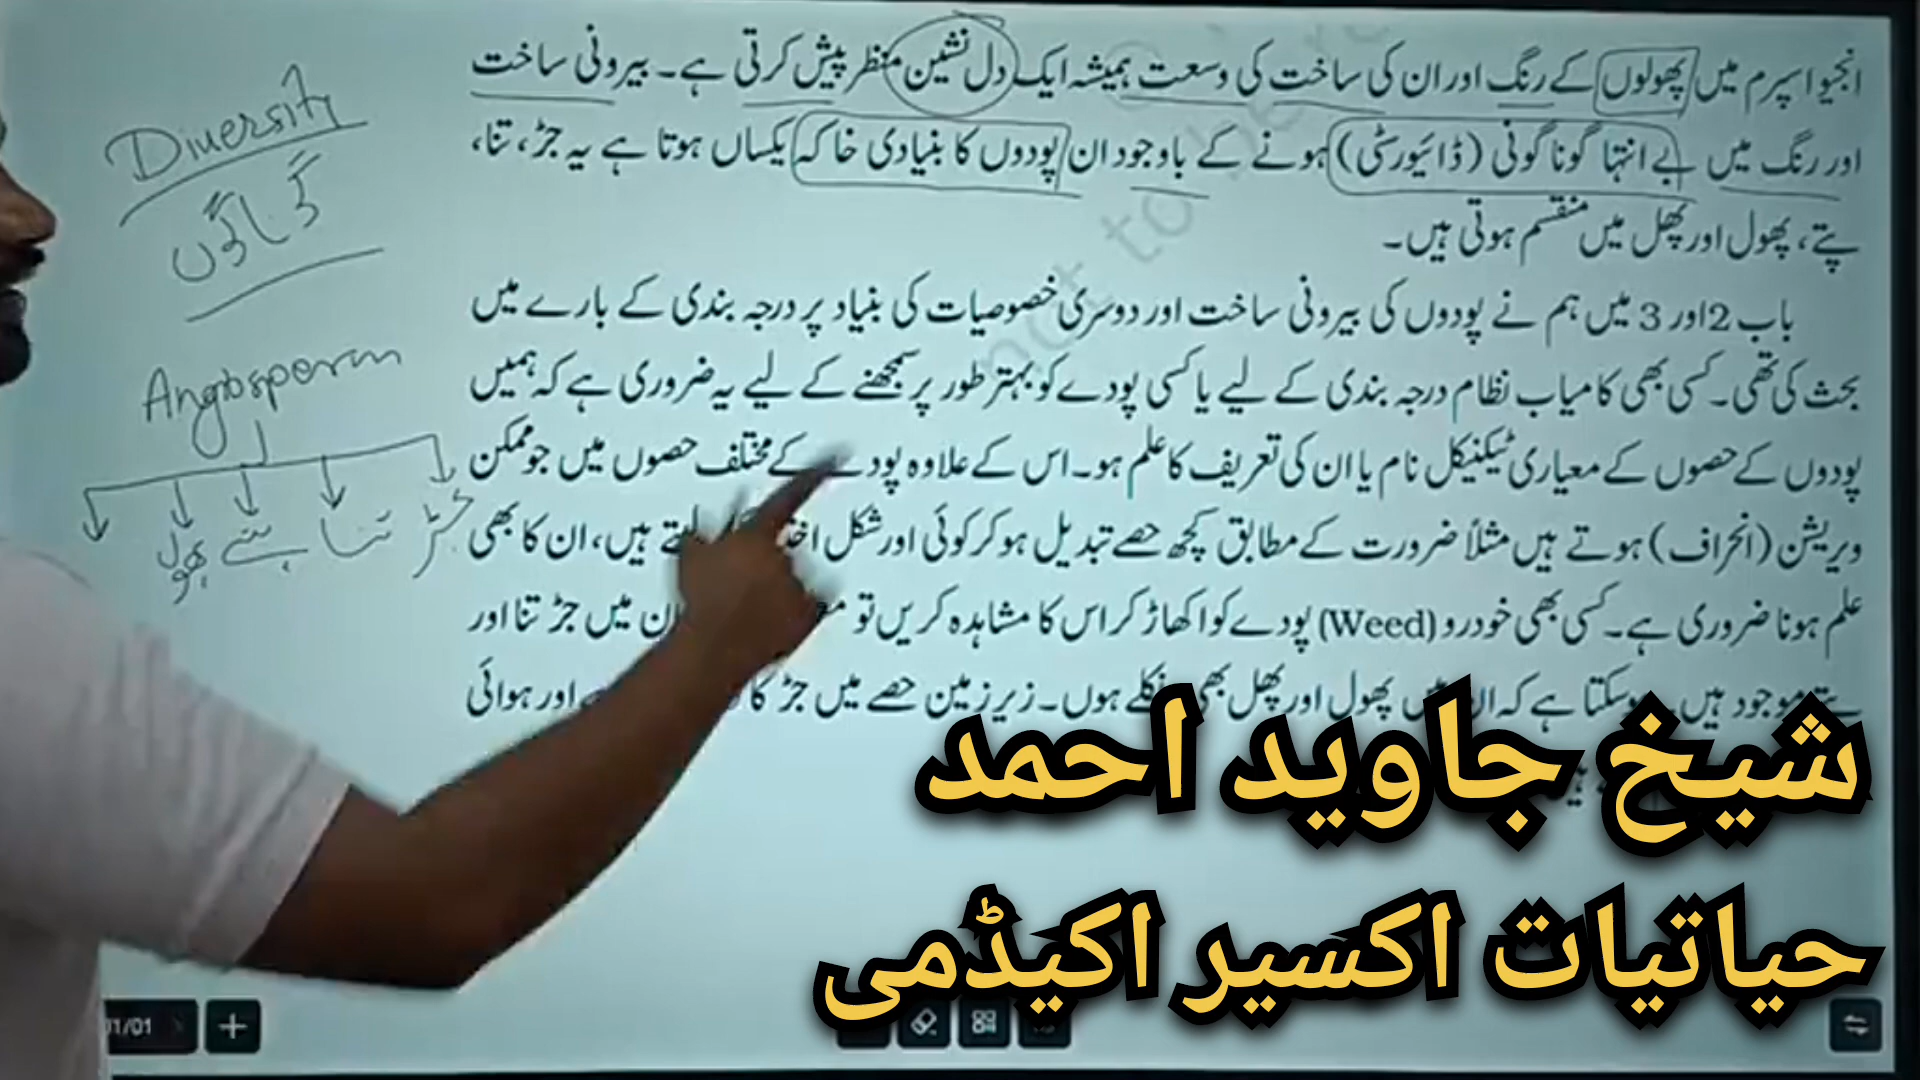 انجیو اسپرم میں پھولوں کے رنگ اور ان کی ساخت کی وسعت ہمیشہ ایک دل نشین منظر پیش کرتی ہے۔ بیرونی ساخت
اور رنگ میں بے انتہا گونا گونی (ڈائیورسٹی) ہونے کے باوجود ان پودوں کا بنیادی خاکہ یکساں ہوتا ہے یہ جڑ، تنا،
پتے، پھول اور پھل میں منقسم ہوتی ہیں۔
باب 2 اور 3 میں ہم نے پودوں کی بیرونی ساخت اور دوسری خصوصیات کی بنیاد پر درجہ بندی کے بارے میں
بحث کی تھی۔ کسی بھی کامیاب نظام درجہ بندی کے لیے یا کسی پودے کو بہتر طور پر سمجھنے کے لیے یہ ضروری ہے کہ ہمیں
پودوں کے حصوں کے معیاری ٹیکنیکل نام یا ان کی تعریف کا علم ہو۔ اس کے علاوہ پودے کے مختلف حصوں میں جو ممکن
ویریشن (انحراف) ہوتے ہیں مثلاً ضرورت کے مطابق کچھ حصے تبدیل ہو کر کوئی اور شکل ہیں، ان کا بھی
علم ہونا ضروری ہے۔ کسی بھی خودرو (Weed) پودے کو اکھاڑ کر اس کا مشاہدہ کریں تو میں جڑ تنا اور
موجود ہیں۔ ہوسکتا ہے کہ ان میں پھول اور پھل بھی نکلے ہوں۔ زیر زمین حصے میں جڑ اور ہوائی
Diversity
Angiosperm
جڑ تنا پتے پھول
شیخ جاوید احمد
حیاتیات اکسیر اکیڈمی
01/01